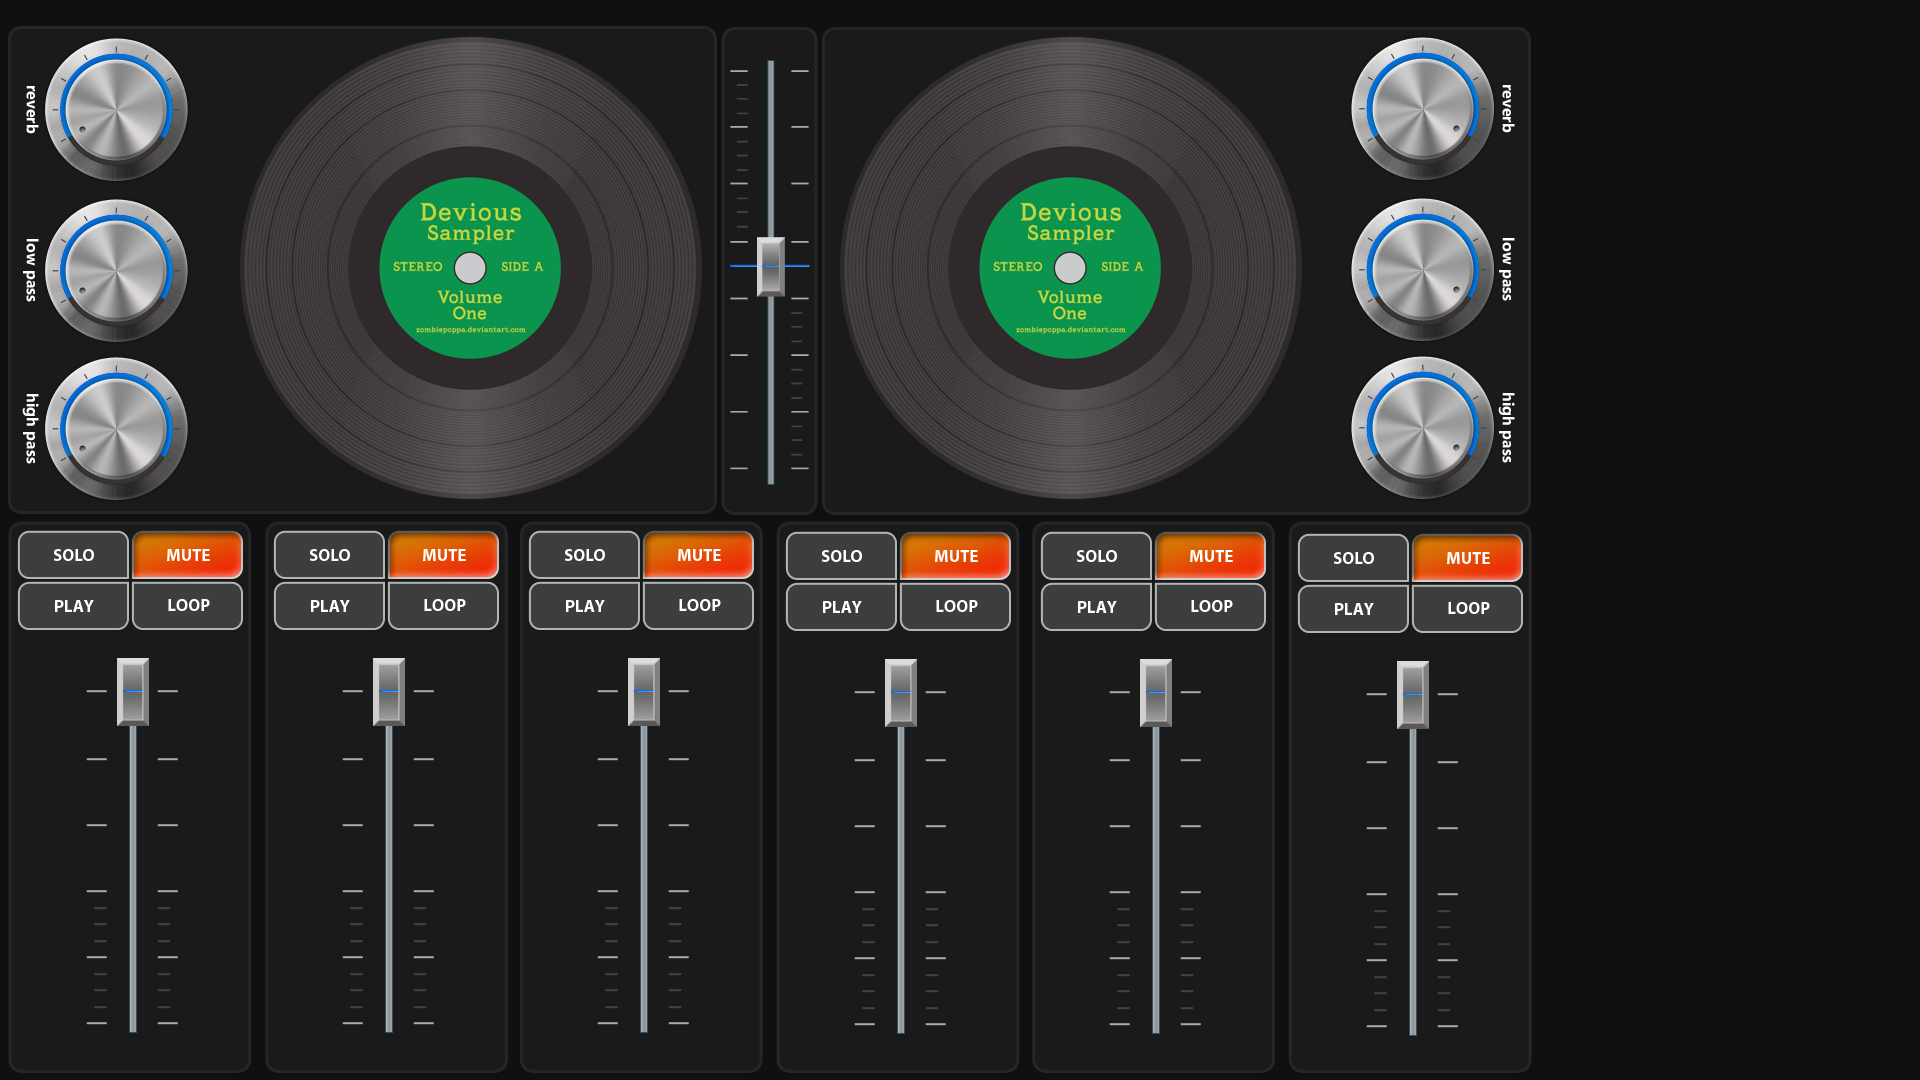 reverb
low pass
high pass
Devious
Sampler
STEREO SIDE A
Volume
One
zombiepoppa.deviantart.com
Devious
Sampler
STEREO SIDE A
Volume
One
zombiepoppa.deviantart.com
reverb
low pass
high pass
SOLO MUTE
PLAY LOOP
SOLO MUTE
PLAY LOOP
SOLO MUTE
PLAY LOOP
SOLO MUTE
PLAY LOOP
SOLO MUTE
PLAY LOOP
SOLO MUTE
PLAY LOOP